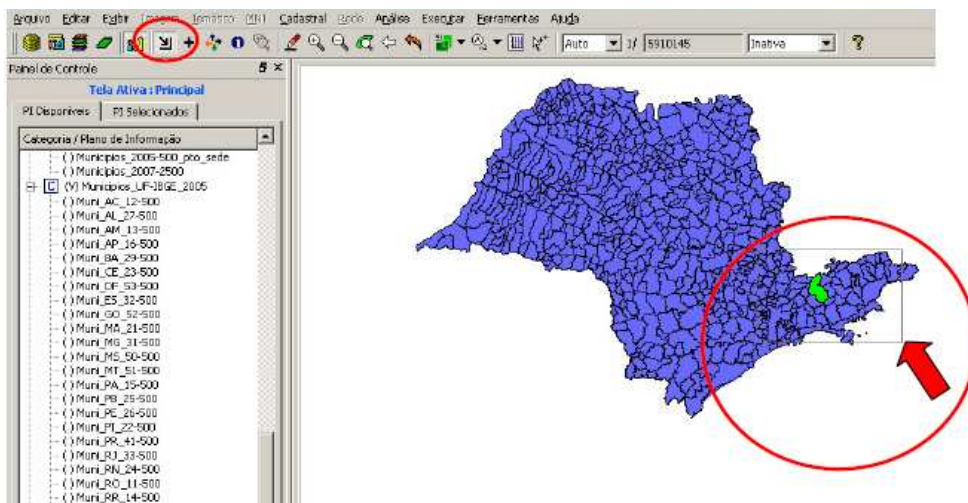 Arquivo Editar Exibir Imagem Temático MNT Cadastral Rede Análise Executar Ferramentas Ajuda
Auto 1/ 5910145 Inativa ?
Painel de Controle
Tela Ativa : Principal
PI Disponíveis PI Selecionados
Categoria / Plano de Informação
( ) Municipios_2005-500_pto_sede
( ) Municipios_2007-2500
C (V) Municipios_UF-IBGE_2005
( ) Muni_AC_12-500
( ) Muni_AL_27-500
( ) Muni_AM_13-500
( ) Muni_AP_16-500
( ) Muni_BA_29-500
( ) Muni_CE_23-500
( ) Muni_DF_53-500
( ) Muni_ES_32-500
( ) Muni_GO_52-500
( ) Muni_MA_21-500
( ) Muni_MG_31-500
( ) Muni_MS_50-500
( ) Muni_MT_51-500
( ) Muni_PA_15-500
( ) Muni_PB_25-500
( ) Muni_PE_26-500
( ) Muni_PI_22-500
( ) Muni_PR_41-500
( ) Muni_RJ_33-500
( ) Muni_RN_24-500
( ) Muni_RO_11-500
( ) Muni_RR_14-500